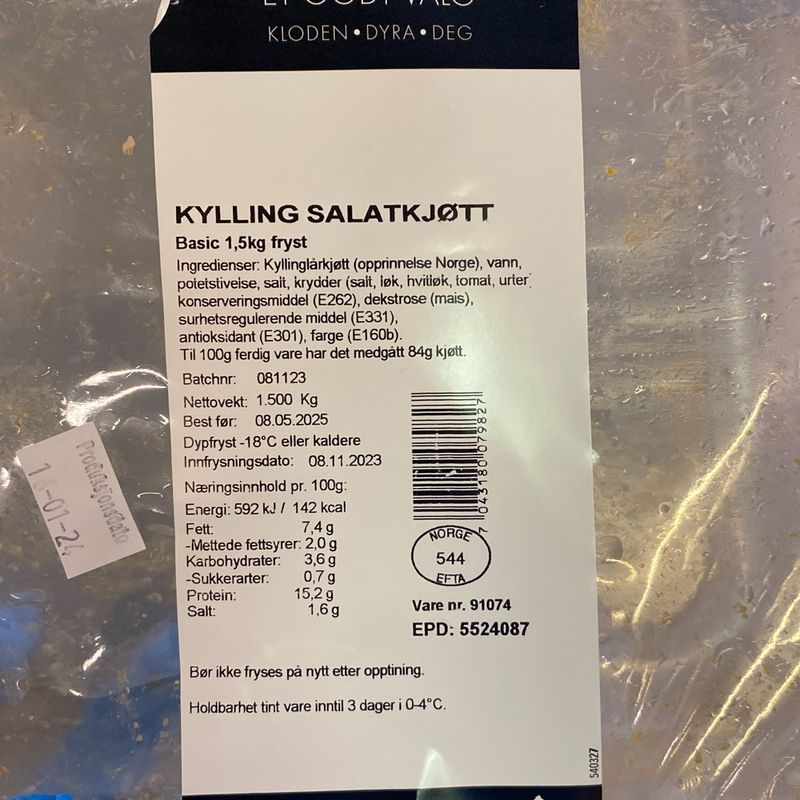 ET GODT VALG
KLODEN • DYRA • DEG
KYLLING SALATKJØTT
Basic 1,5kg fryst
Ingredienser: Kyllinglårkjøtt (opprinnelse Norge), vann,
potetstivelse, salt, krydder (salt, løk, hvitløk, tomat, urter
konserveringsmiddel (E262), dekstrose (mais),
surhetsregulerende middel (E331),
antioksidant (E301), farge (E160b).
Til 100g ferdig vare har det medgått 84g kjøtt.
Batchnr: 081123
Nettovekt: 1.500 Kg
Best før: 08.05.2025
Dypfryst -18°C eller kaldere
Innfrysningsdato: 08.11.2023
Næringsinnhold pr. 100g:
Energi: 592 kJ / 142 kcal
Fett: 7,4 g
-Mettede fettsyrer: 2,0 g
Karbohydrater: 3,6 g
-Sukkerarter: 0,7 g
Protein: 15,2 g
Salt: 1,6 g
7043180079827
NORGE
544
EFTA
Vare nr. 91074
EPD: 5524087
Bør ikke fryses på nytt etter opptining.
Holdbarhet tint vare inntil 3 dager i 0-4°C.
540327
Produksjonsdato